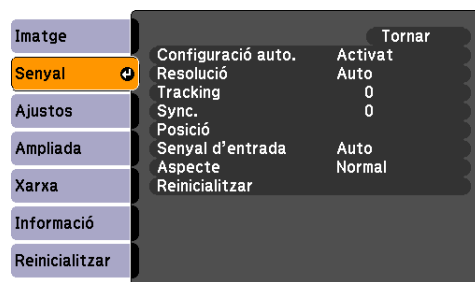 Imatge
Senyal
Ajustos
Ampliada
Xarxa
Informació
Reinicialitzar
Tornar
Configuració auto. Activat
Resolució Auto
Tracking 0
Sync. 0
Posició
Senyal d'entrada Auto
Aspecte Normal
Reinicialitzar